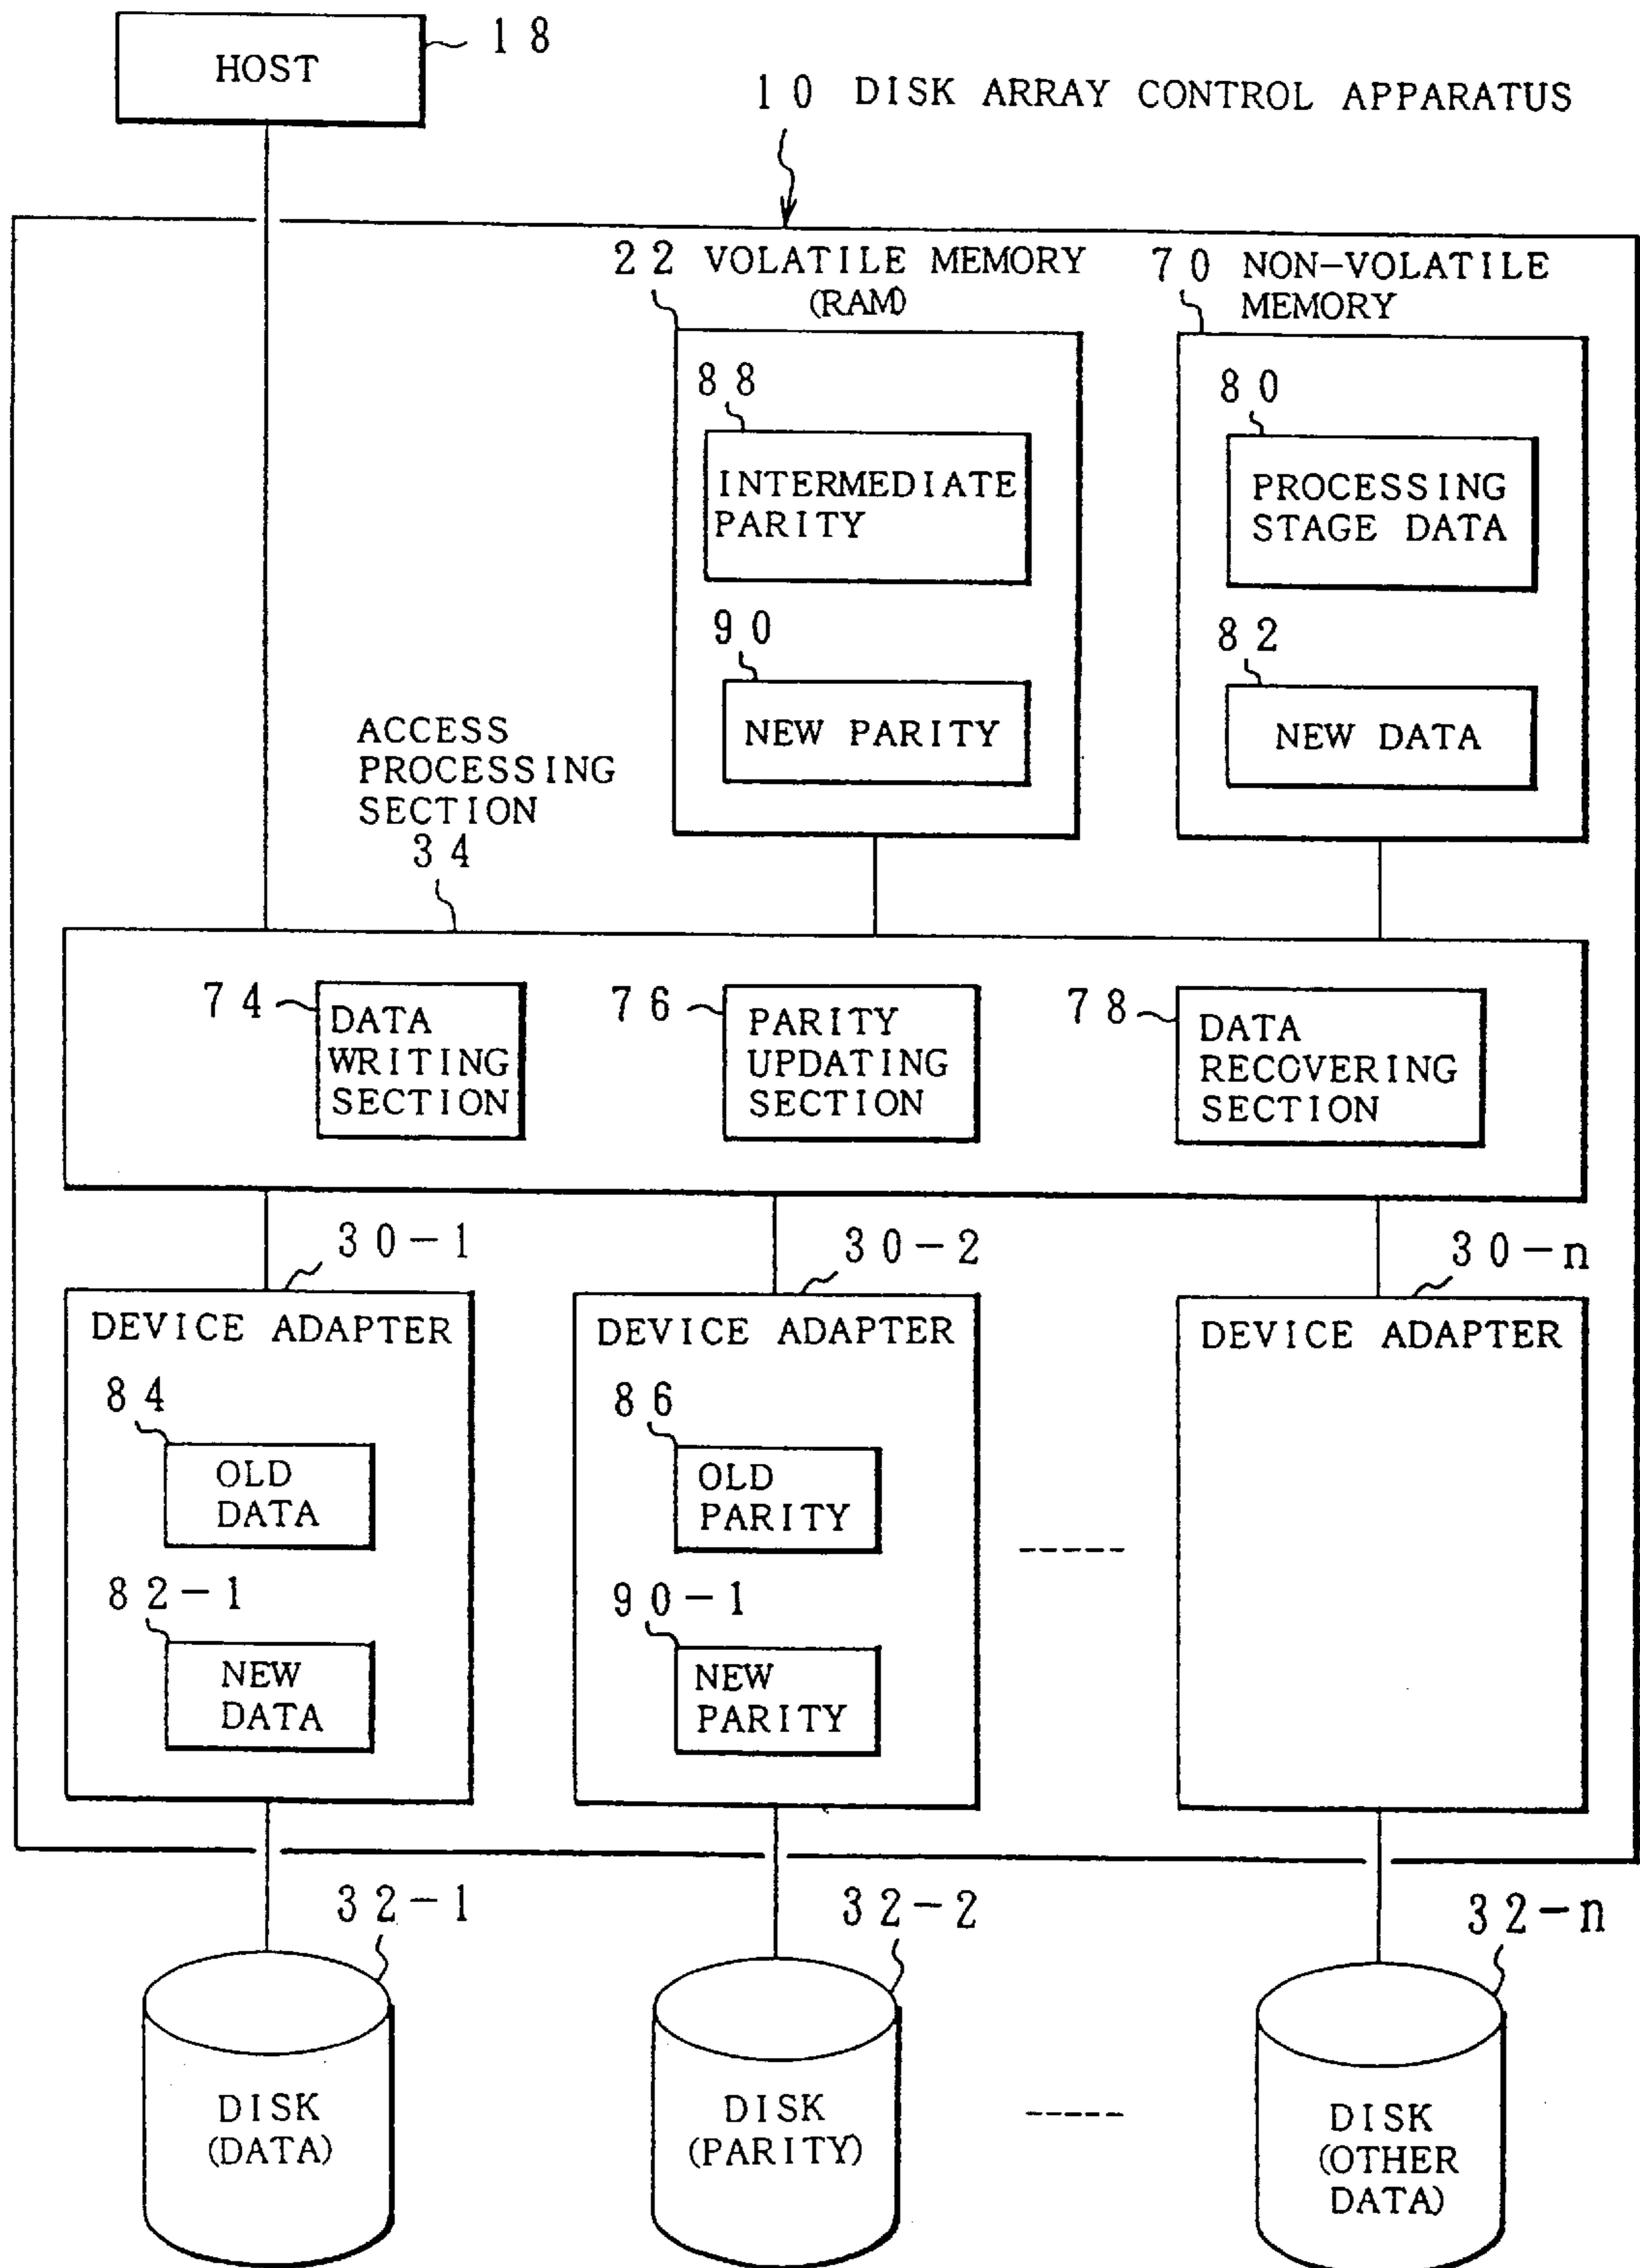 HOST
18
10 DISK ARRAY CONTROL APPARATUS
22 VOLATILE MEMORY
(RAM)
70 NON-VOLATILE
MEMORY
88
INTERMEDIATE
PARITY
90
NEW PARITY
80
PROCESSING
STAGE DATA
82
NEW DATA
ACCESS
PROCESSING
SECTION
34
74
DATA
WRITING
SECTION
76
PARITY
UPDATING
SECTION
78
DATA
RECOVERING
SECTION
30-1
DEVICE ADAPTER
84
OLD
DATA
82-1
NEW
DATA
30-2
DEVICE ADAPTER
86
OLD
PARITY
90-1
NEW
PARITY
30-n
DEVICE ADAPTER
32-1
DISK
(DATA)
32-2
DISK
(PARITY)
32-n
DISK
(OTHER
DATA)